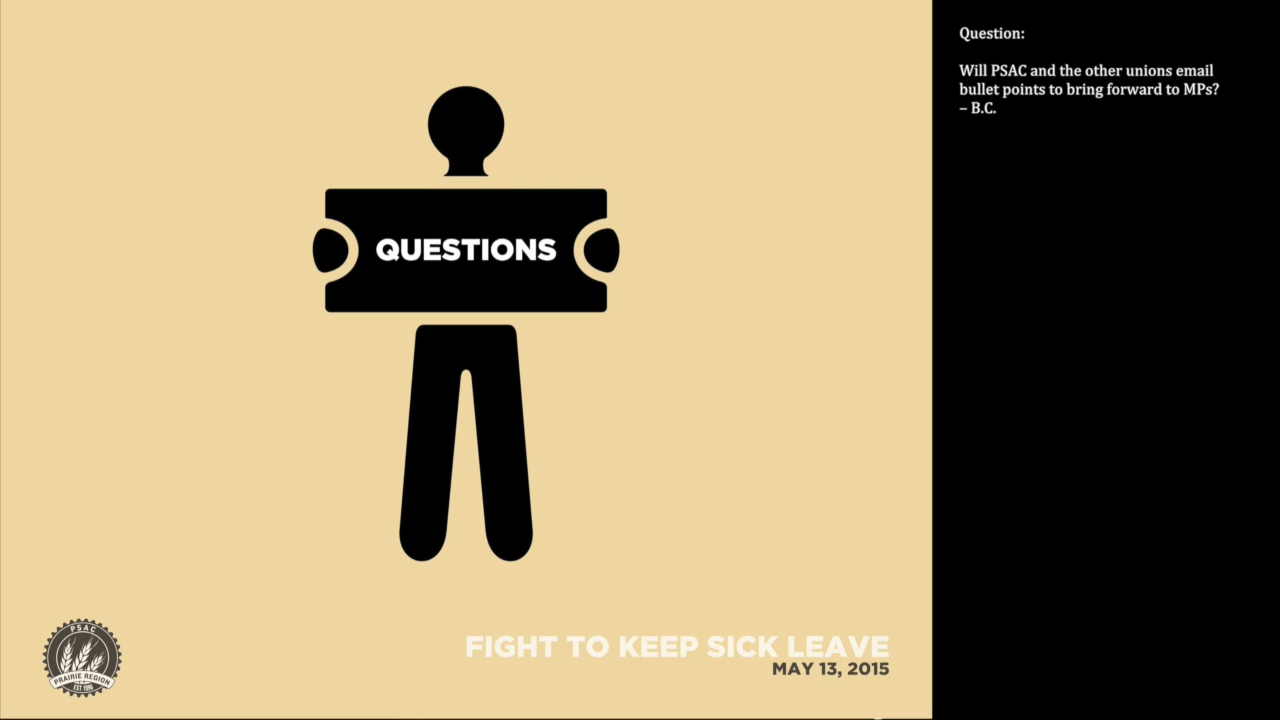 Question:
Will PSAC and the other unions email
bullet points to bring forward to MPs?
– B.C.
QUESTIONS
FIGHT TO KEEP SICK LEAVE
MAY 13, 2015
PSAC
PRAIRIE REGION